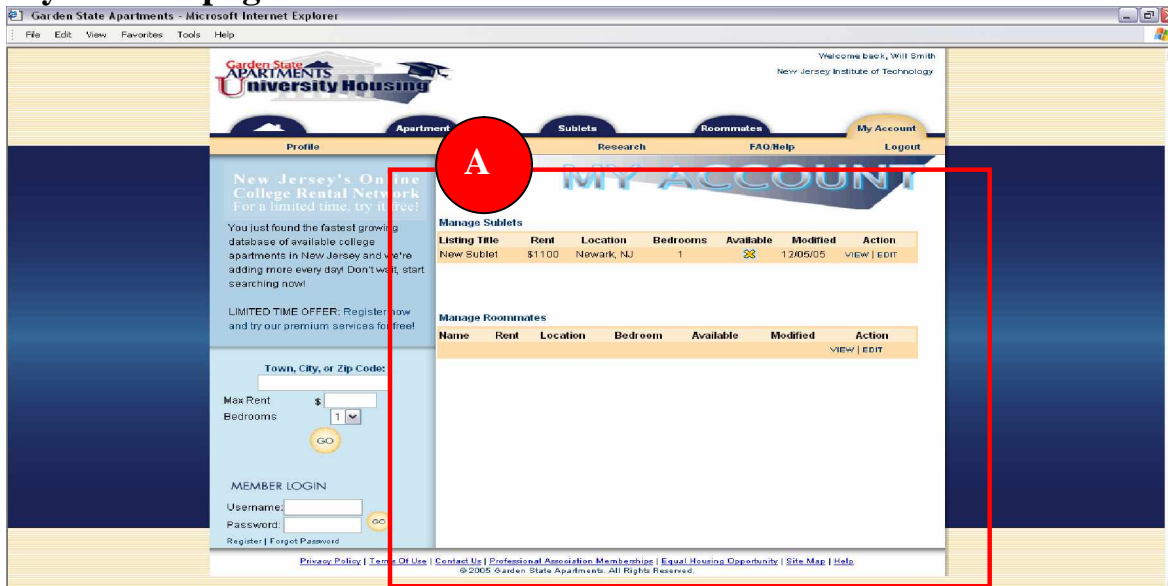 Garden State Apartments - Microsoft Internet Explorer
File Edit View Favorites Tools Help
Welcome back, Will Smith
New Jersey Institute of Technology
Garden State
APARTMENTS
University Housing
Sublets Roommates My Account
Profile Research FAQ/Help Logout
A
MY ACCOUNT
New Jersey's Online
College Rental Network
For a limited time, try it free!
You just found the fastest growing
database of available college
apartments in New Jersey and we're
adding more every day! Don't wait, start
searching now!
LIMITED TIME OFFER: Register now
and try our premium services for free!
Town, City, or Zip Code:
Max Rent $
Bedrooms 1
GO
MEMBER LOGIN
Username:
Password: GO
Register | Forgot Password
Manage Sublets
Listing Title Rent Location Bedrooms Available Modified Action
New Sublet $1100 Newark, NJ 1 12/05/05 VIEW | EDIT
Manage Roommates
Name Rent Location Bedroom Available Modified Action
VIEW | EDIT
Privacy Policy | Terms Of Use | Contact Us | Professional Association Memberships | Equal Housing Opportunity | Site Map | Help
© 2005 Garden State Apartments. All Rights Reserved.